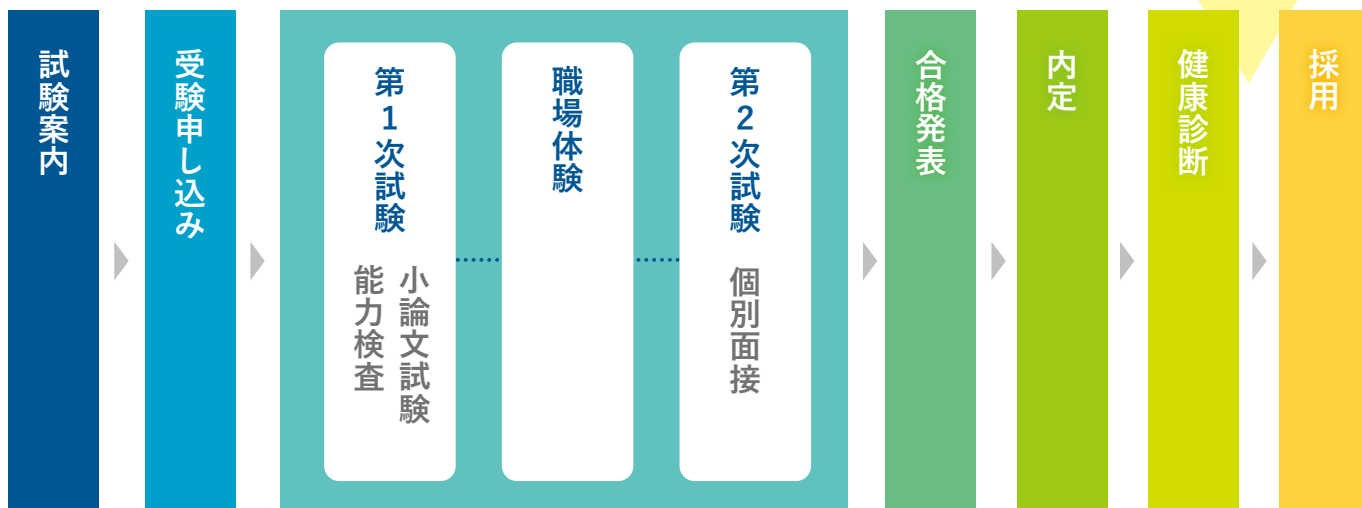 試験案内
受験申し込み
第1次試験
小論文試験
能力検査
職場体験
第2次試験
個別面接
合格発表
内定
健康診断
採用